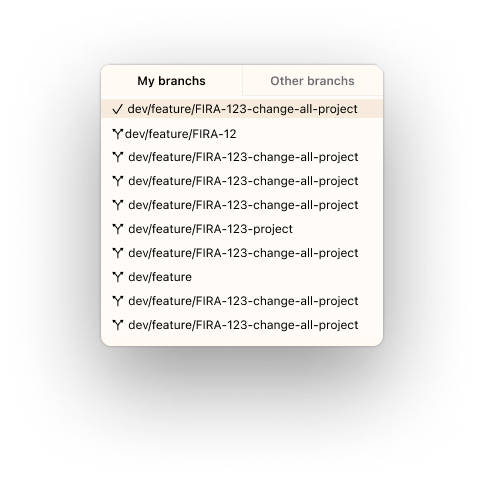 My branchs
Other branchs
dev/feature/FIRA-123-change-all-project
dev/feature/FIRA-12
dev/feature/FIRA-123-change-all-project
dev/feature/FIRA-123-change-all-project
dev/feature/FIRA-123-change-all-project
dev/feature/FIRA-123-project
dev/feature/FIRA-123-change-all-project
dev/feature
dev/feature/FIRA-123-change-all-project
dev/feature/FIRA-123-change-all-project